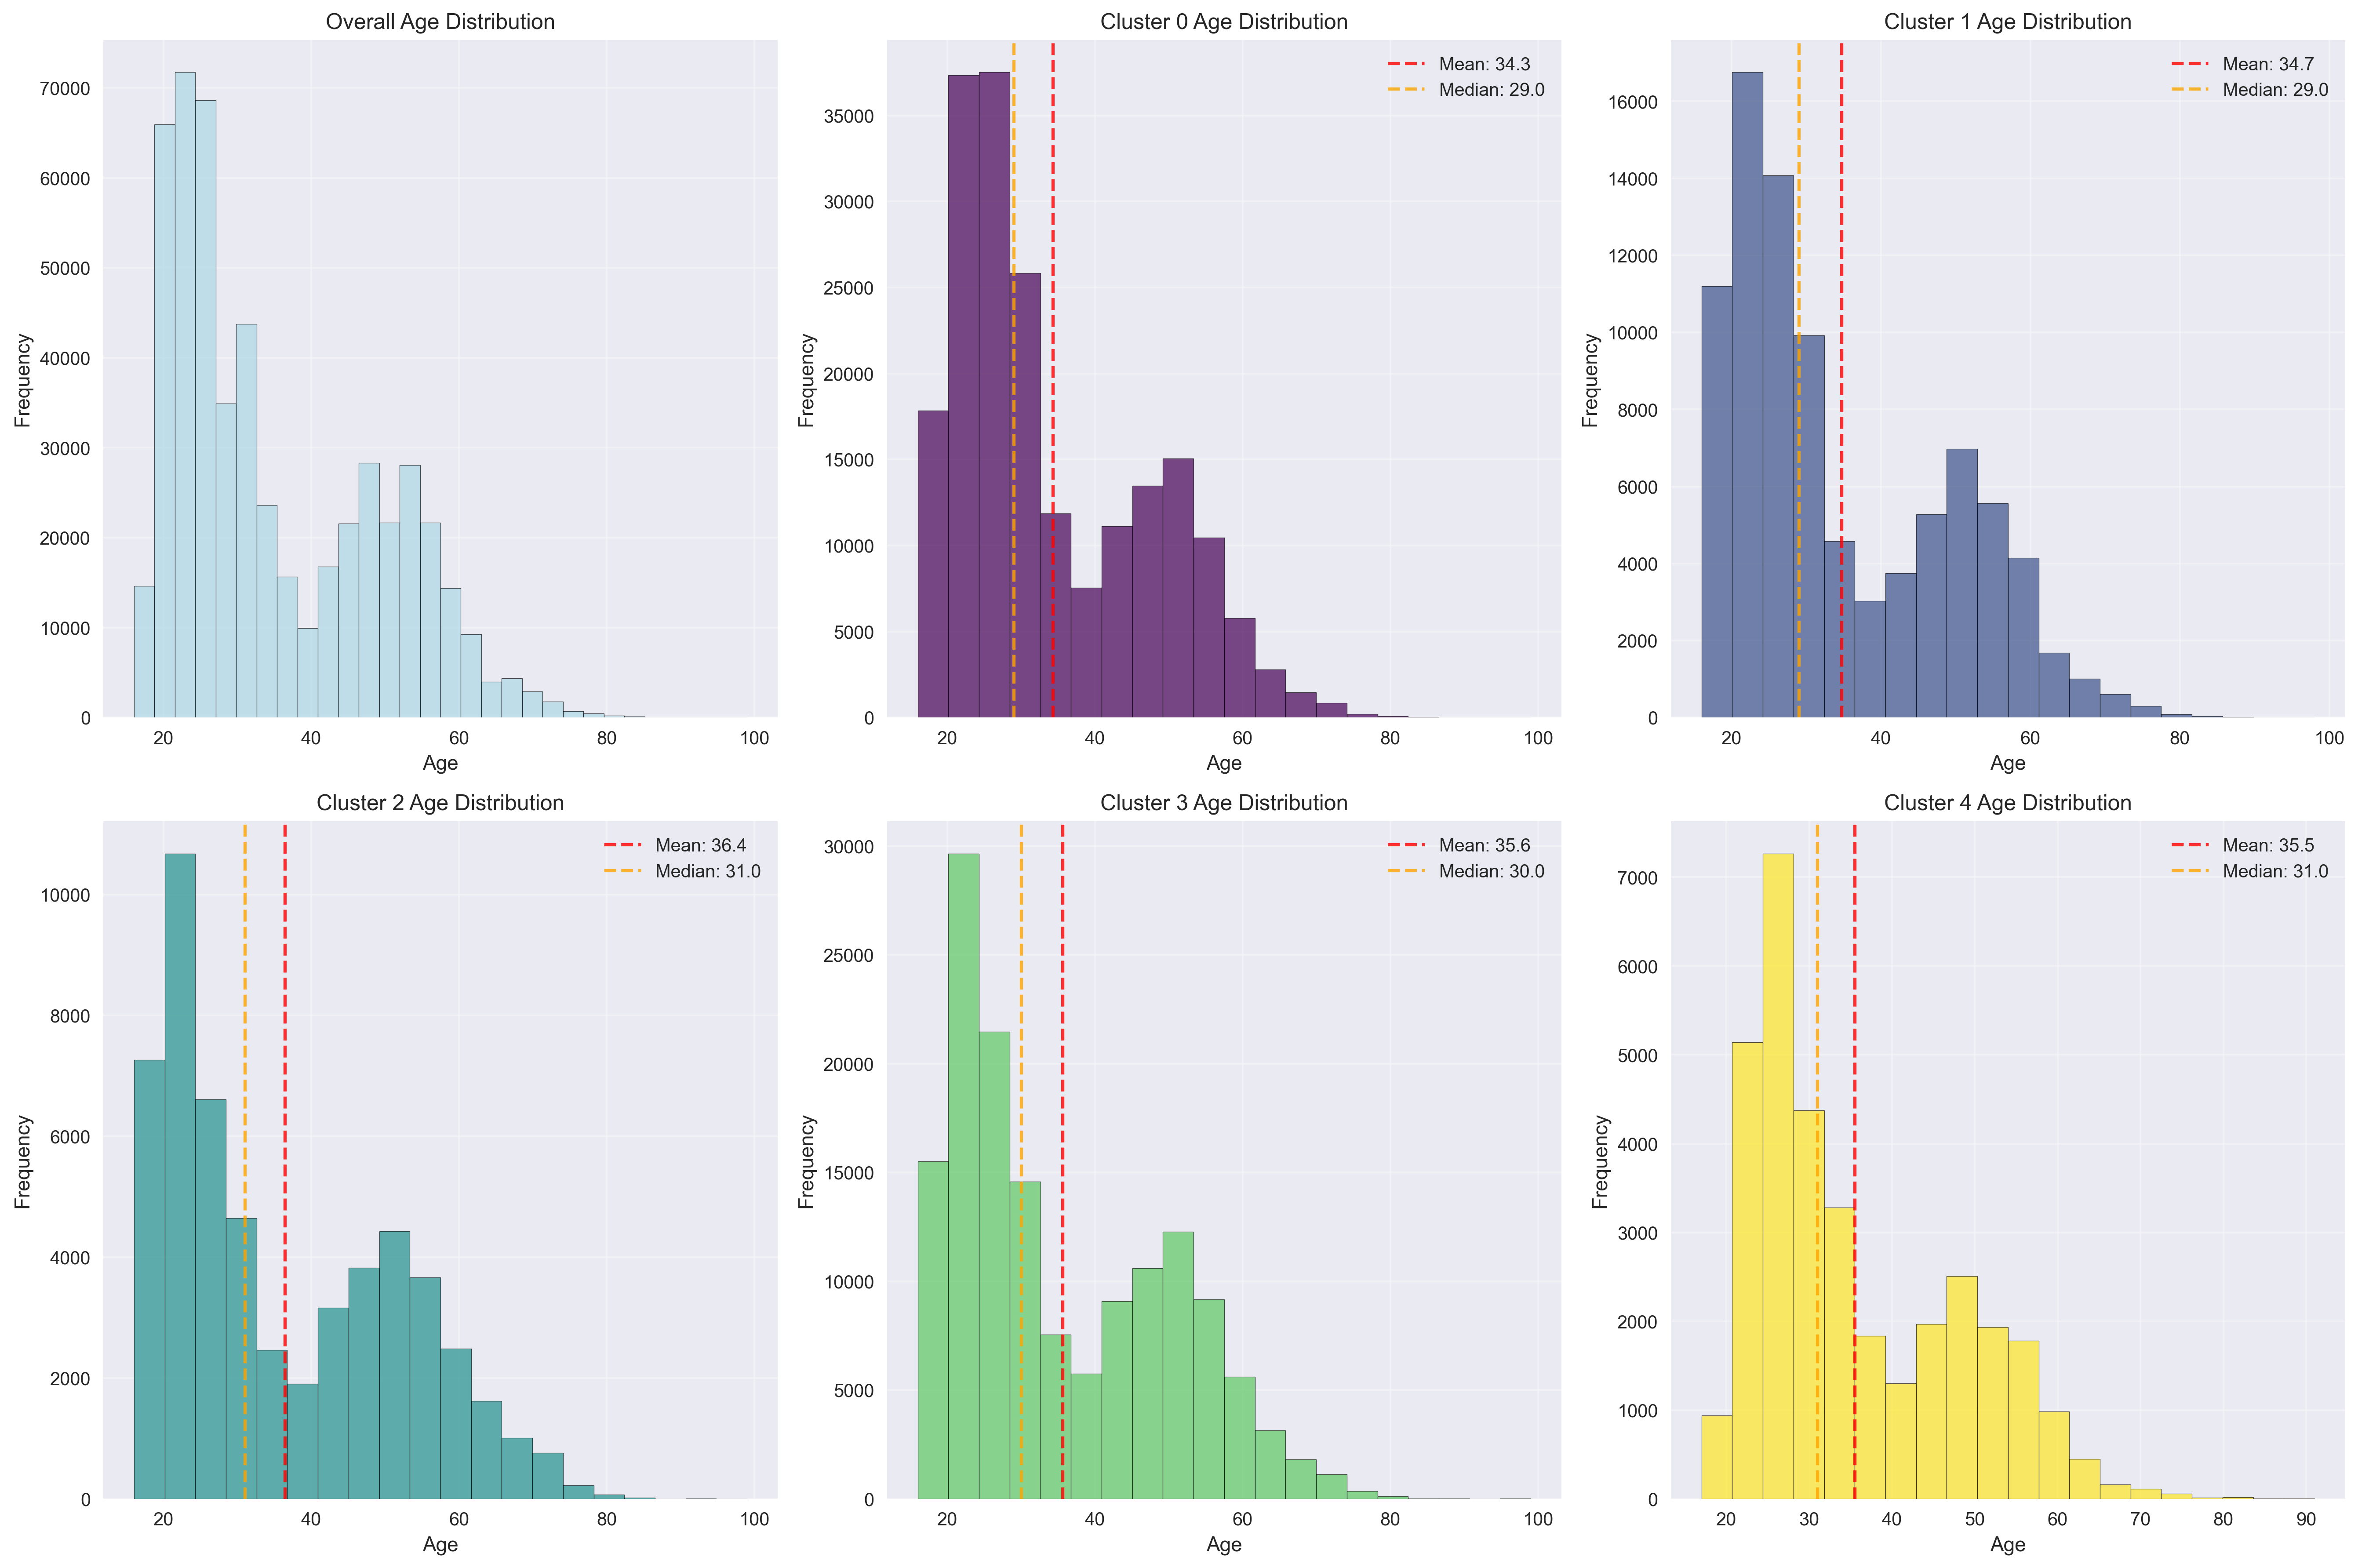 Overall Age Distribution
70000
60000
50000
40000
30000
20000
10000
0
Frequency
20 40 60 80 100
Age
Cluster 0 Age Distribution
Mean: 34.3
Median: 29.0
35000
30000
25000
20000
15000
10000
5000
0
Frequency
20 40 60 80 100
Age
Cluster 1 Age Distribution
Mean: 34.7
Median: 29.0
16000
14000
12000
10000
8000
6000
4000
2000
0
Frequency
20 40 60 80 100
Age
Cluster 2 Age Distribution
Mean: 36.4
Median: 31.0
10000
8000
6000
4000
2000
0
Frequency
20 40 60 80 100
Age
Cluster 3 Age Distribution
Mean: 35.6
Median: 30.0
30000
25000
20000
15000
10000
5000
0
Frequency
20 40 60 80 100
Age
Cluster 4 Age Distribution
Mean: 35.5
Median: 31.0
7000
6000
5000
4000
3000
2000
1000
0
Frequency
20 30 40 50 60 70 80 90
Age